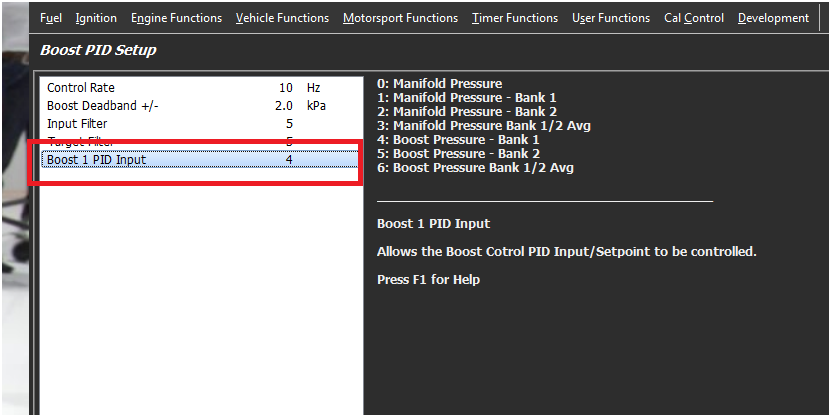 Fuel Ignition Engine Functions Vehicle Functions Motorsport Functions Timer Functions User Functions Cal Control Development
Boost PID Setup
Control Rate 10 Hz
Boost Deadband +/- 2.0 kPa
Input Filter 5
Target Filter 5
Boost 1 PID Input 4
0: Manifold Pressure
1: Manifold Pressure - Bank 1
2: Manifold Pressure - Bank 2
3: Manifold Pressure Bank 1/2 Avg
4: Boost Pressure - Bank 1
5: Boost Pressure - Bank 2
6: Boost Pressure Bank 1/2 Avg
Boost 1 PID Input
Allows the Boost Cotrol PID Input/Setpoint to be controlled.
Press F1 for Help